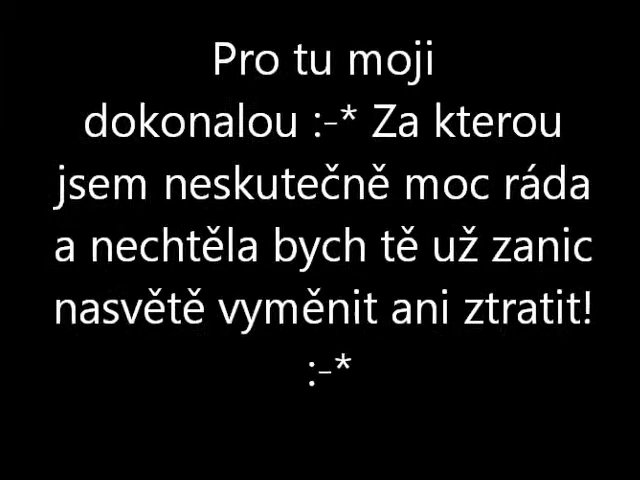 Pro tu moji
dokonalou :-* Za kterou
jsem neskutečně moc ráda
a nechtěla bych tě už zanic
nasvětě vyměnit ani ztratit!
:-*